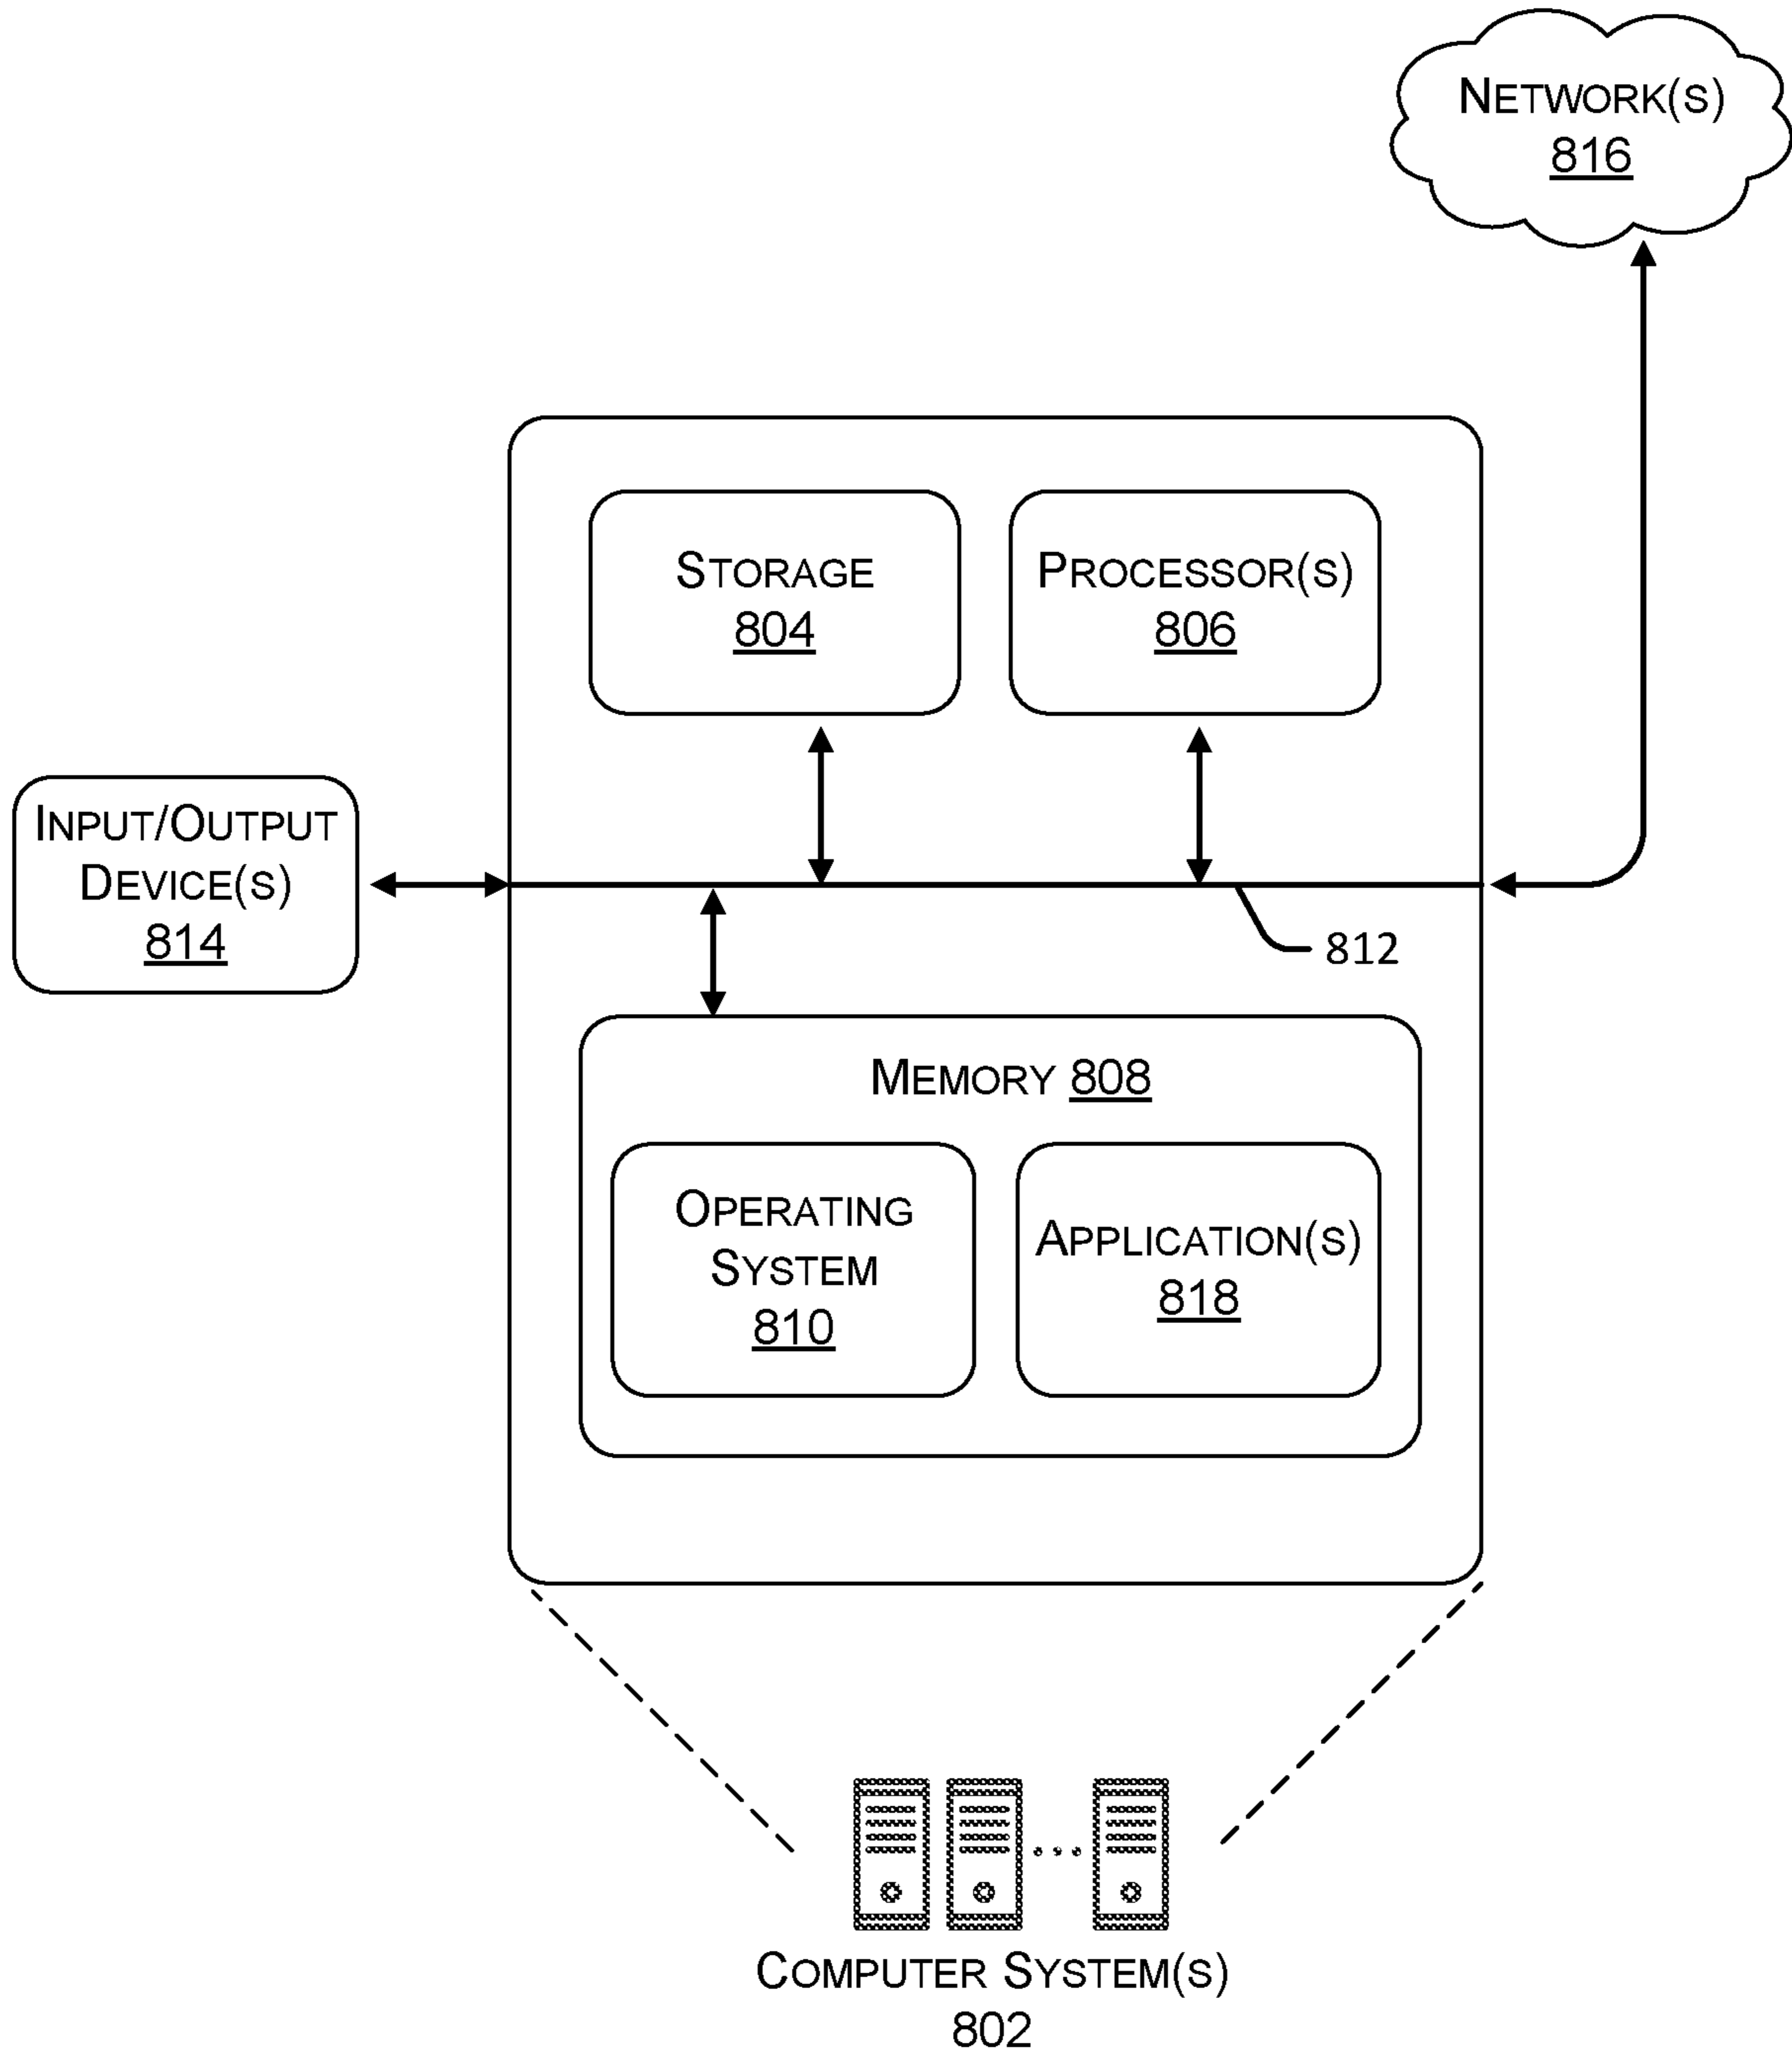 NETWORK(S)
816
STORAGE
804
PROCESSOR(S)
806
INPUT/OUTPUT
DEVICE(S)
814
812
MEMORY 808
OPERATING
SYSTEM
810
APPLICATION(S)
818
COMPUTER SYSTEM(S)
802